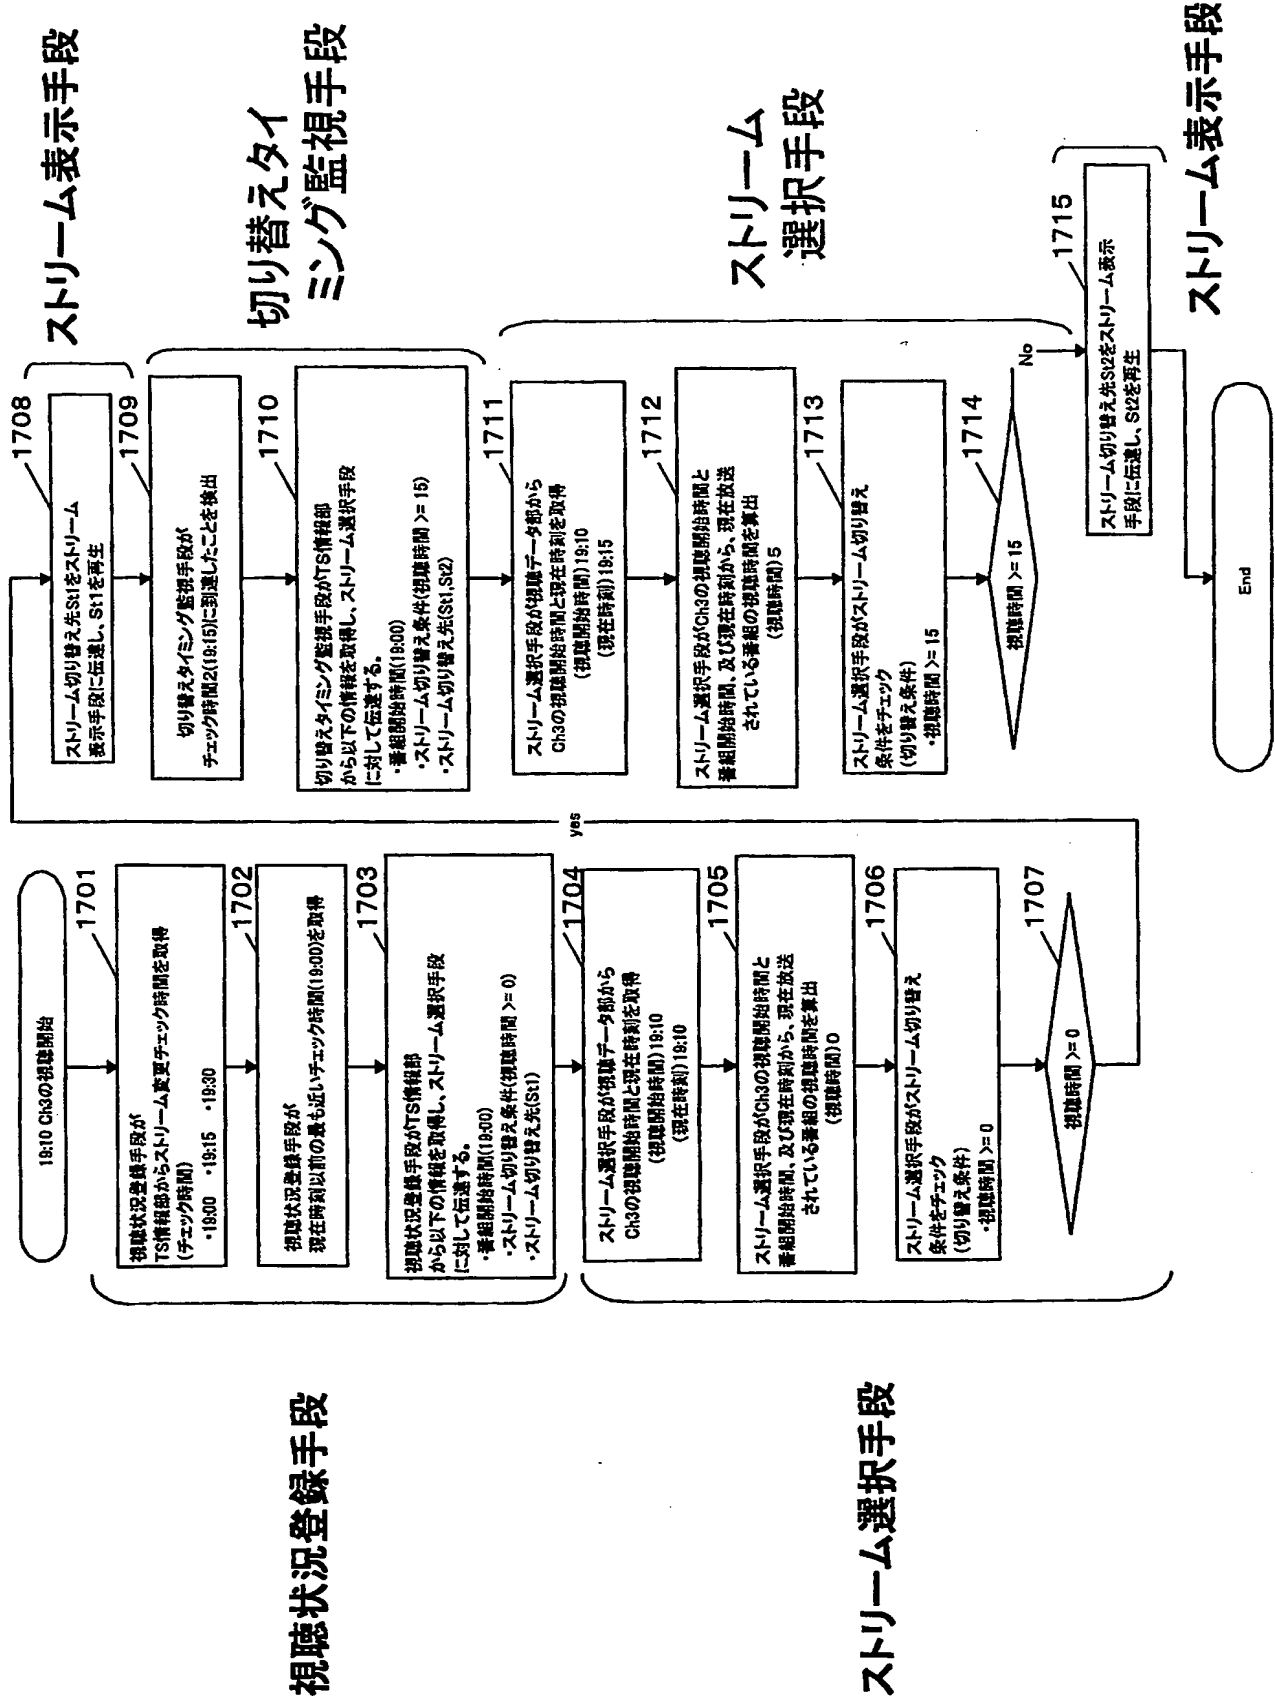 視聴状況登録手段
ストリーム選択手段
19:10 Ch3の視聴開始
1701
視聴状況登録手段が
TS情報部からストリーム変更チェック時間を取得
(チェック時間)
・19:00 ・19:15 ・19:30
1702
視聴状況登録手段が
現在時刻以前の最も近いチェック時間(19:00)を取得
1703
視聴状況登録手段がTS情報部
から以下の情報を取得し、ストリーム選択手段
に対して伝達する。
・番組開始時間(19:00)
・ストリーム切り替え条件(視聴時間 >= 0)
・ストリーム切り替え先(St1)
1704
ストリーム選択手段が視聴データ部から
Ch3の視聴開始時間と現在時刻を取得
(視聴開始時間)19:10
(現在時刻)19:10
1705
ストリーム選択手段がCh3の視聴開始時間と
番組開始時間、及び現在時刻から、現在放送
されている番組の視聴時間を算出
(視聴時間)0
1706
ストリーム選択手段がストリーム切り替え
条件をチェック
(切り替え条件)
・視聴時間 >= 0
1707
視聴時間 >= 0
yes
1708
ストリーム切り替え先St1をストリーム
表示手段に伝達し、St1を再生
ストリーム表示手段
1709
切り替えタイミング監視手段が
チェック時間2(19:15)に到達したことを検出
1710
切り替えタイミング監視手段がTS情報部
から以下の情報を取得し、ストリーム選択手段
に対して伝達する。
・番組開始時間(19:00)
・ストリーム切り替え条件(視聴時間 >= 15)
・ストリーム切り替え先(St1,St2)
切り替えタイ
ミング監視手段
1711
ストリーム選択手段が視聴データ部から
Ch3の視聴開始時間と現在時刻を取得
(視聴開始時間)19:10
(現在時刻)19:15
1712
ストリーム選択手段がCh3の視聴開始時間と
番組開始時間、及び現在時刻から、現在放送
されている番組の視聴時間を算出
(視聴時間)5
1713
ストリーム選択手段がストリーム切り替え
条件をチェック
(切り替え条件)
・視聴時間 >= 15
1714
視聴時間 >= 15
No
ストリーム
選択手段
1715
ストリーム切り替え先St2をストリーム表示
手段に伝達し、St2を再生
ストリーム表示手段
End